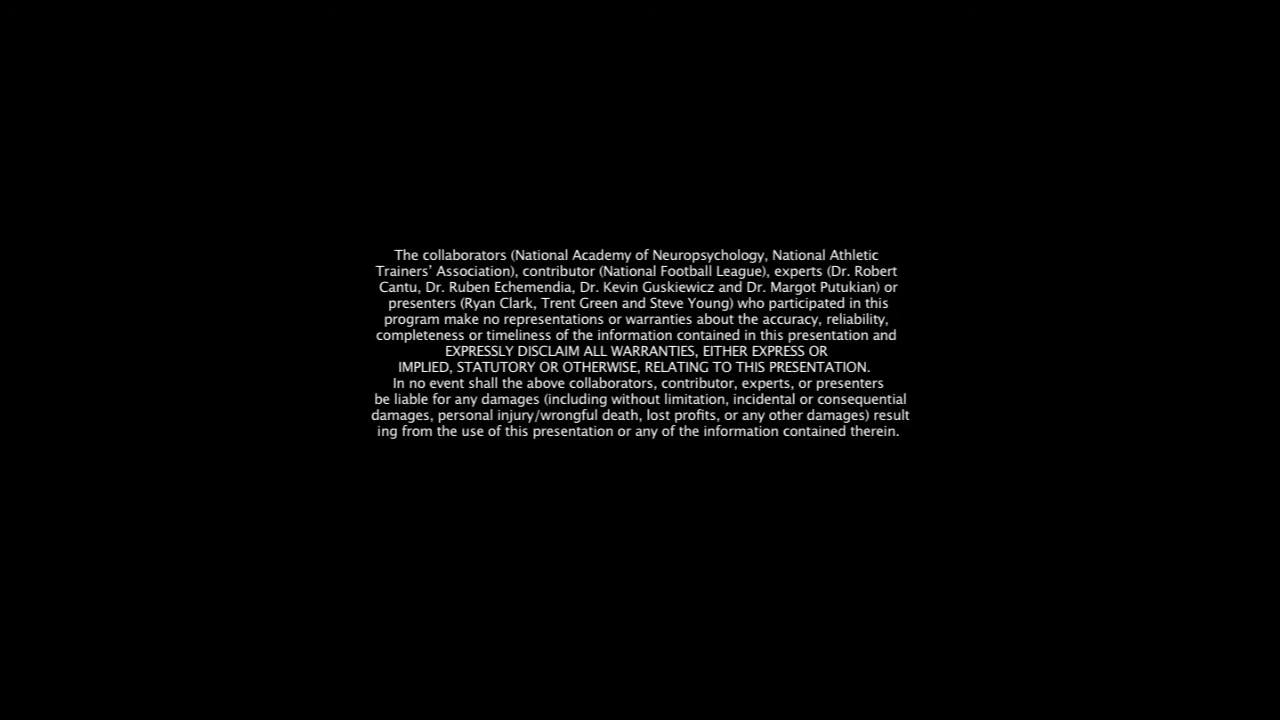 The collaborators (National Academy of Neuropsychology, National Athletic
Trainers’ Association), contributor (National Football League), experts (Dr. Robert
Cantu, Dr. Ruben Echemendia, Dr. Kevin Guskiewicz and Dr. Margot Putukian) or
presenters (Ryan Clark, Trent Green and Steve Young) who participated in this
program make no representations or warranties about the accuracy, reliability,
completeness or timeliness of the information contained in this presentation and
EXPRESSLY DISCLAIM ALL WARRANTIES, EITHER EXPRESS OR
IMPLIED, STATUTORY OR OTHERWISE, RELATING TO THIS PRESENTATION.
In no event shall the above collaborators, contributor, experts, or presenters
be liable for any damages (including without limitation, incidental or consequential
damages, personal injury/wrongful death, lost profits, or any other damages) result
ing from the use of this presentation or any of the information contained therein.